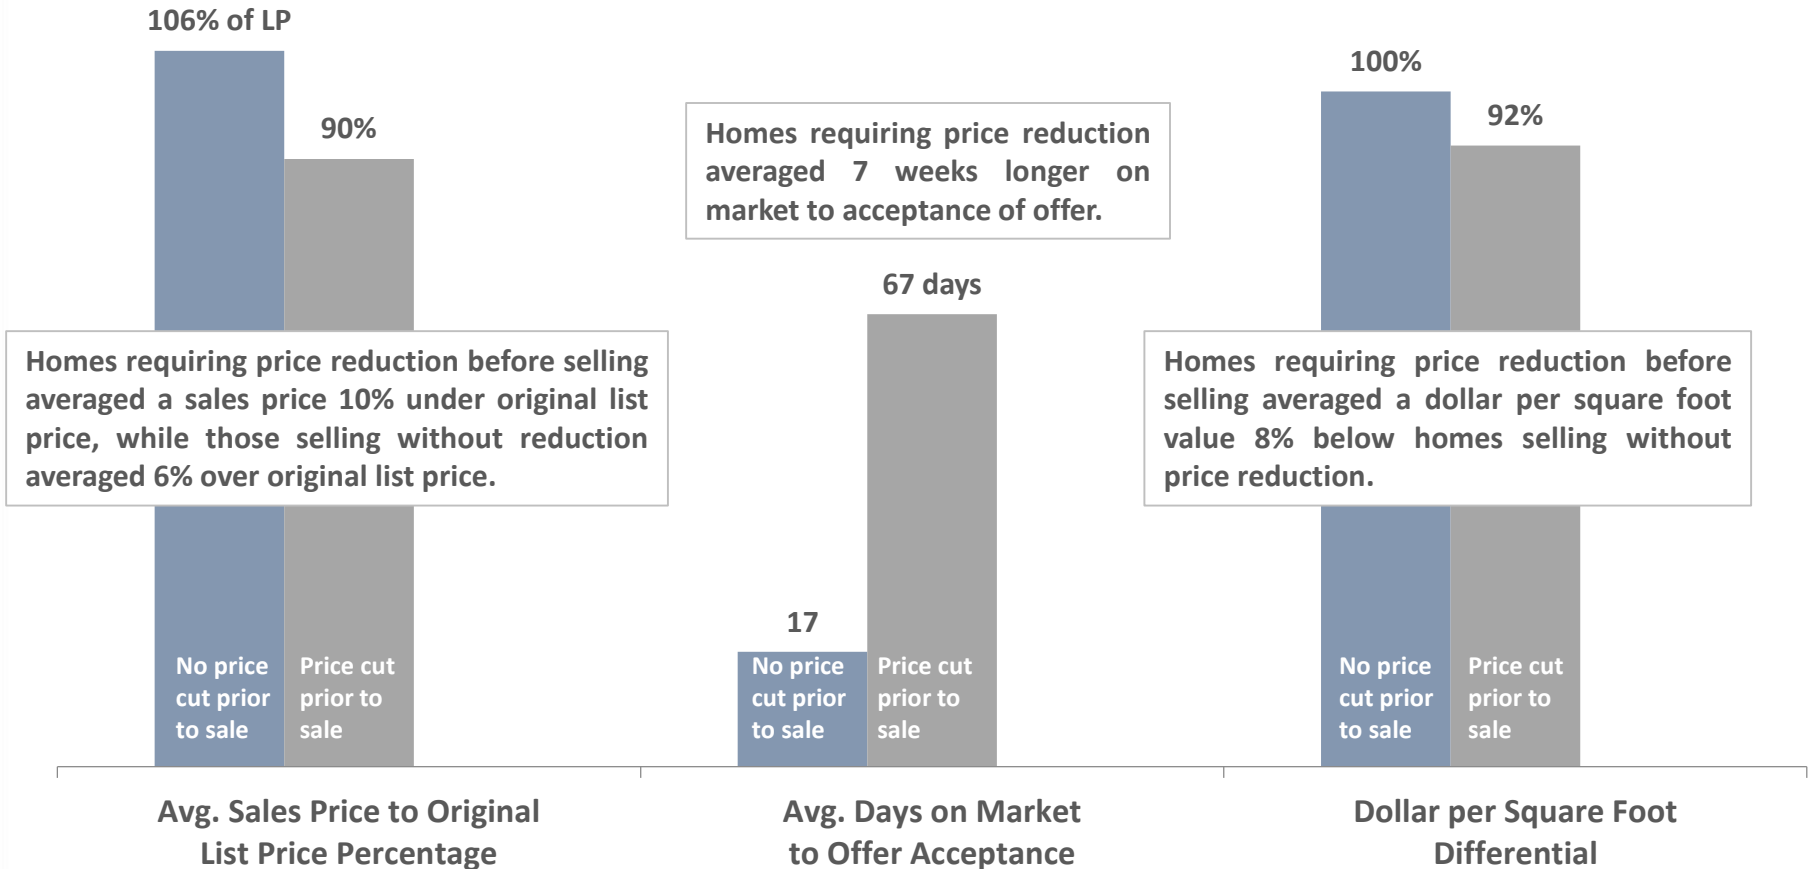 106% of LP
90%
Homes requiring price reduction before selling
averaged a sales price 10% under original list
price, while those selling without reduction
averaged 6% over original list price.
No price
cut prior
to sale
Price cut
prior to
sale
Avg. Sales Price to Original
List Price Percentage
Homes requiring price reduction
averaged 7 weeks longer on
market to acceptance of offer.
67 days
17
No price
cut prior
to sale
Price cut
prior to
sale
Avg. Days on Market
to Offer Acceptance
100%
92%
Homes requiring price reduction before
selling averaged a dollar per square foot
value 8% below homes selling without
price reduction.
No price
cut prior
to sale
Price cut
prior to
sale
Dollar per Square Foot
Differential